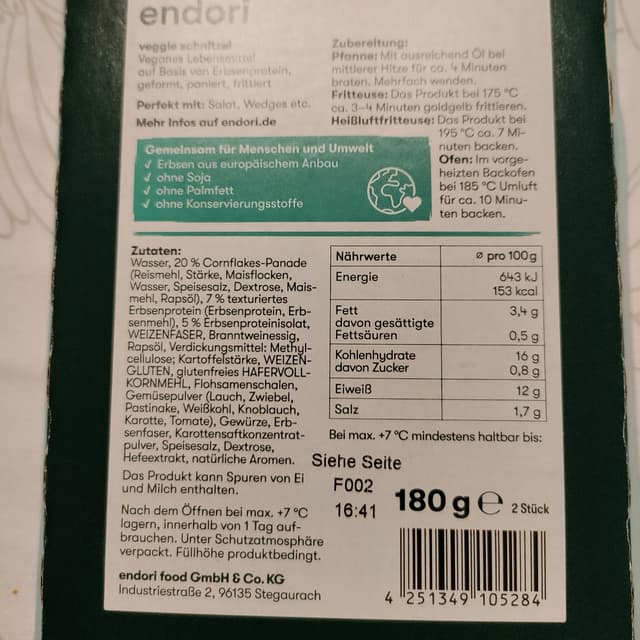 endori
veggie schnitzel
Veganes Lebensmittel
auf Basis von Erbsenprotein,
geformt, paniert, frittiert
Perfekt mit: Salat, Wedges etc.
Mehr Infos auf endori.de
Zubereitung:
Pfanne: Mit ausreichend Öl bei
mittlerer Hitze für ca. 4 Minuten
braten. Mehrfach wenden.
Fritteuse: Das Produkt bei 175 °C
ca. 3-4 Minuten goldgelb frittieren.
Heißluftfritteuse: Das Produkt bei
195 °C ca. 7 Mi-
nuten backen.
Ofen: Im vorge-
heizten Backofen
bei 185 °C Umluft
für ca. 10 Minu-
ten backen.
Gemeinsam für Menschen und Umwelt
✓ Erbsen aus europäischem Anbau
✓ ohne Soja
✓ ohne Palmfett
✓ ohne Konservierungsstoffe
Zutaten:
Wasser, 20 % Cornflakes-Panade
(Reismehl, Stärke, Maisflocken,
Wasser, Speisesalz, Dextrose, Mais-
mehl, Rapsöl), 7 % texturiertes
Erbsenprotein (Erbsenprotein, Erb-
senmehl), 5 % Erbsenproteinisolat,
WEIZENFASER, Branntweinessig,
Rapsöl, Verdickungsmittel: Methyl-
cellulose; Kartoffelstärke, WEIZEN-
GLUTEN, glutenfreies HAFERVOLL-
KORNMEHL, Flohsamenschalen,
Gemüsepulver (Lauch, Zwiebel,
Pastinake, Weißkohl, Knoblauch,
Karotte, Tomate), Gewürze, Erb-
senfaser, Karottensaftkonzentrat-
pulver, Speisesalz, Dextrose,
Hefeextrakt, natürliche Aromen.
Das Produkt kann Spuren von Ei
und Milch enthalten.
Nach dem Öffnen bei max. +7 °C
lagern, innerhalb von 1 Tag auf-
brauchen. Unter Schutzatmosphäre
verpackt. Füllhöhe produktbedingt.
endori food GmbH & Co. KG
Industriestraße 2, 96135 Stegaurach
Nährwerte ø pro 100g
Energie 643 kJ
153 kcal
Fett 3,4 g
davon gesättigte
Fettsäuren 0,5 g
Kohlenhydrate 16 g
davon Zucker 0,8 g
Eiweiß 12 g
Salz 1,7 g
Bei max. +7 °C mindestens haltbar bis:
Siehe Seite
F002
16:41
180 g e 2 Stück
4 251349 105284